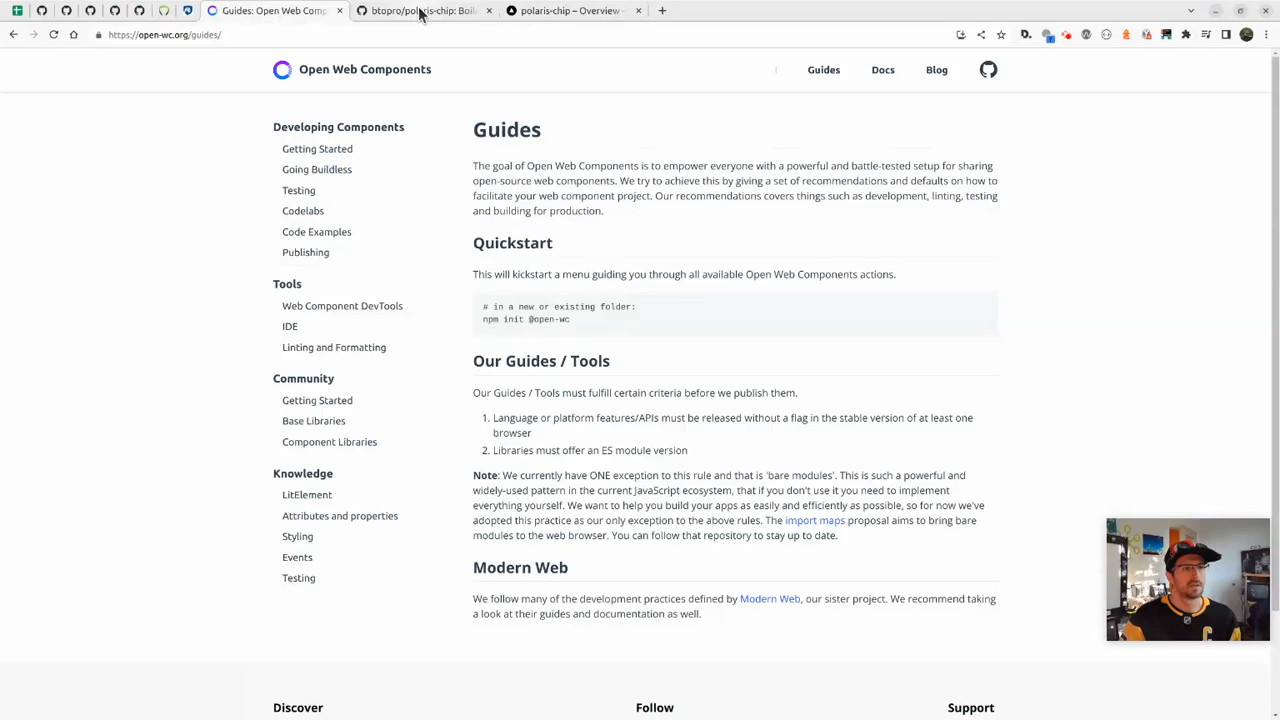 Guides: Open Web Comp
btopro/polaris-chip: Boil
polaris-chip – Overview
https://open-wc.org/guides/
Open Web Components
Guides
Docs
Blog
Developing Components
Getting Started
Going Buildless
Testing
Codelabs
Code Examples
Publishing
Tools
Web Component DevTools
IDE
Linting and Formatting
Community
Getting Started
Base Libraries
Component Libraries
Knowledge
LitElement
Attributes and properties
Styling
Events
Testing
Guides
The goal of Open Web Components is to empower everyone with a powerful and battle-tested setup for sharing
open-source web components. We try to achieve this by giving a set of recommendations and defaults on how to
facilitate your web component project. Our recommendations covers things such as development, linting, testing
and building for production.
Quickstart
This will kickstart a menu guiding you through all available Open Web Components actions.
# in a new or existing folder:
npm init @open-wc
Our Guides / Tools
Our Guides / Tools must fulfill certain criteria before we publish them.
1. Language or platform features/APIs must be released without a flag in the stable version of at least one
browser
2. Libraries must offer an ES module version
Note: We currently have ONE exception to this rule and that is 'bare modules'. This is such a powerful and
widely-used pattern in the current JavaScript ecosystem, that if you don't use it you need to implement
everything yourself. We want to help you build your apps as easily and efficiently as possible, so for now we've
adopted this practice as our only exception to the above rules. The import maps proposal aims to bring bare
modules to the web browser. You can follow that repository to stay up to date.
Modern Web
We follow many of the development practices defined by Modern Web, our sister project. We recommend taking
a look at their guides and documentation as well.
Discover
Follow
Support